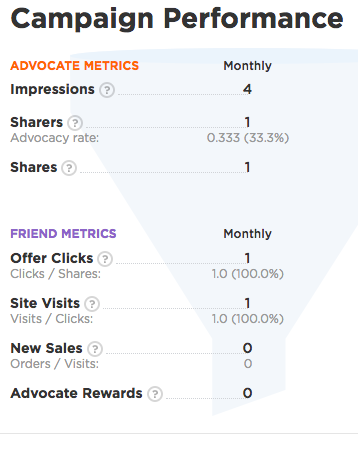 Campaign Performance
ADVOCATE METRICS Monthly
Impressions ? 4
Sharers ? 1
Advocacy rate: 0.333 (33.3%)
Shares ? 1
FRIEND METRICS Monthly
Offer Clicks ? 1
Clicks / Shares: 1.0 (100.0%)
Site Visits ? 1
Visits / Clicks: 1.0 (100.0%)
New Sales ? 0
Orders / Visits: 0
Advocate Rewards ? 0